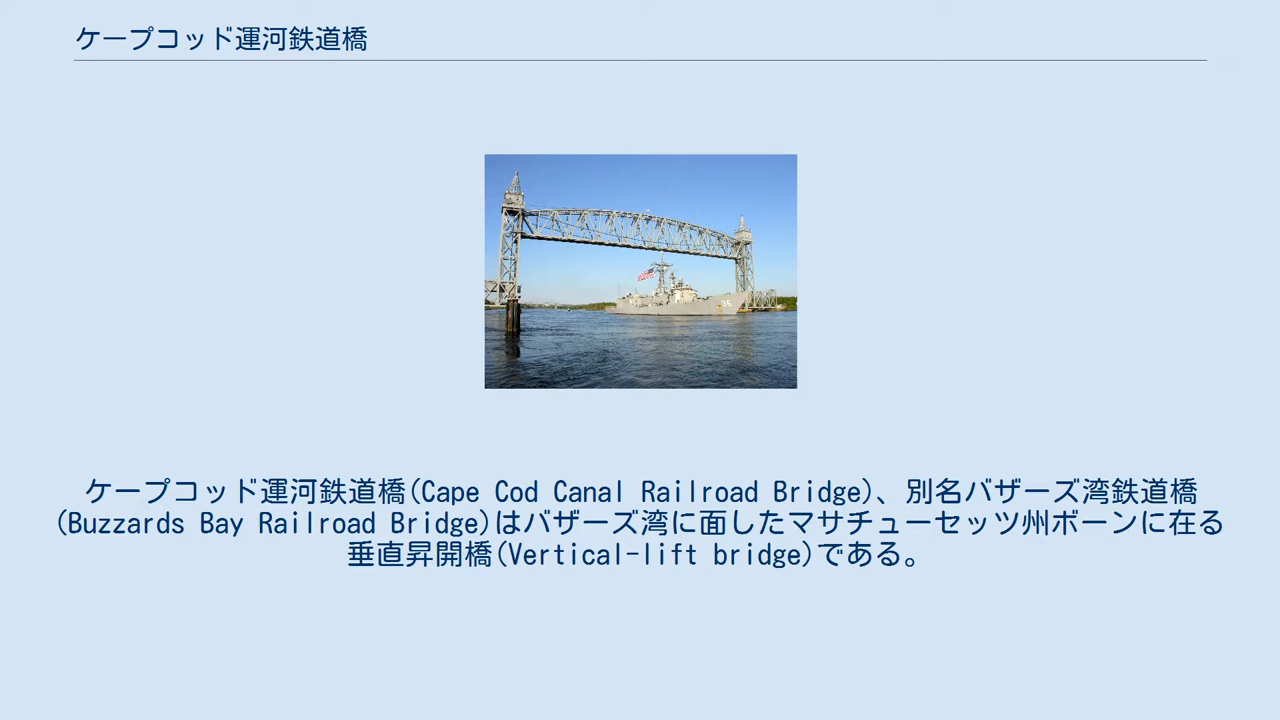 ケープコッド運河鉄道橋
36
ケープコッド運河鉄道橋(Cape Cod Canal Railroad Bridge)、別名バザーズ湾鉄道橋
(Buzzards Bay Railroad Bridge)はバザーズ湾に面したマサチューセッツ州ボーンに在る
垂直昇開橋(Vertical-lift bridge)である。